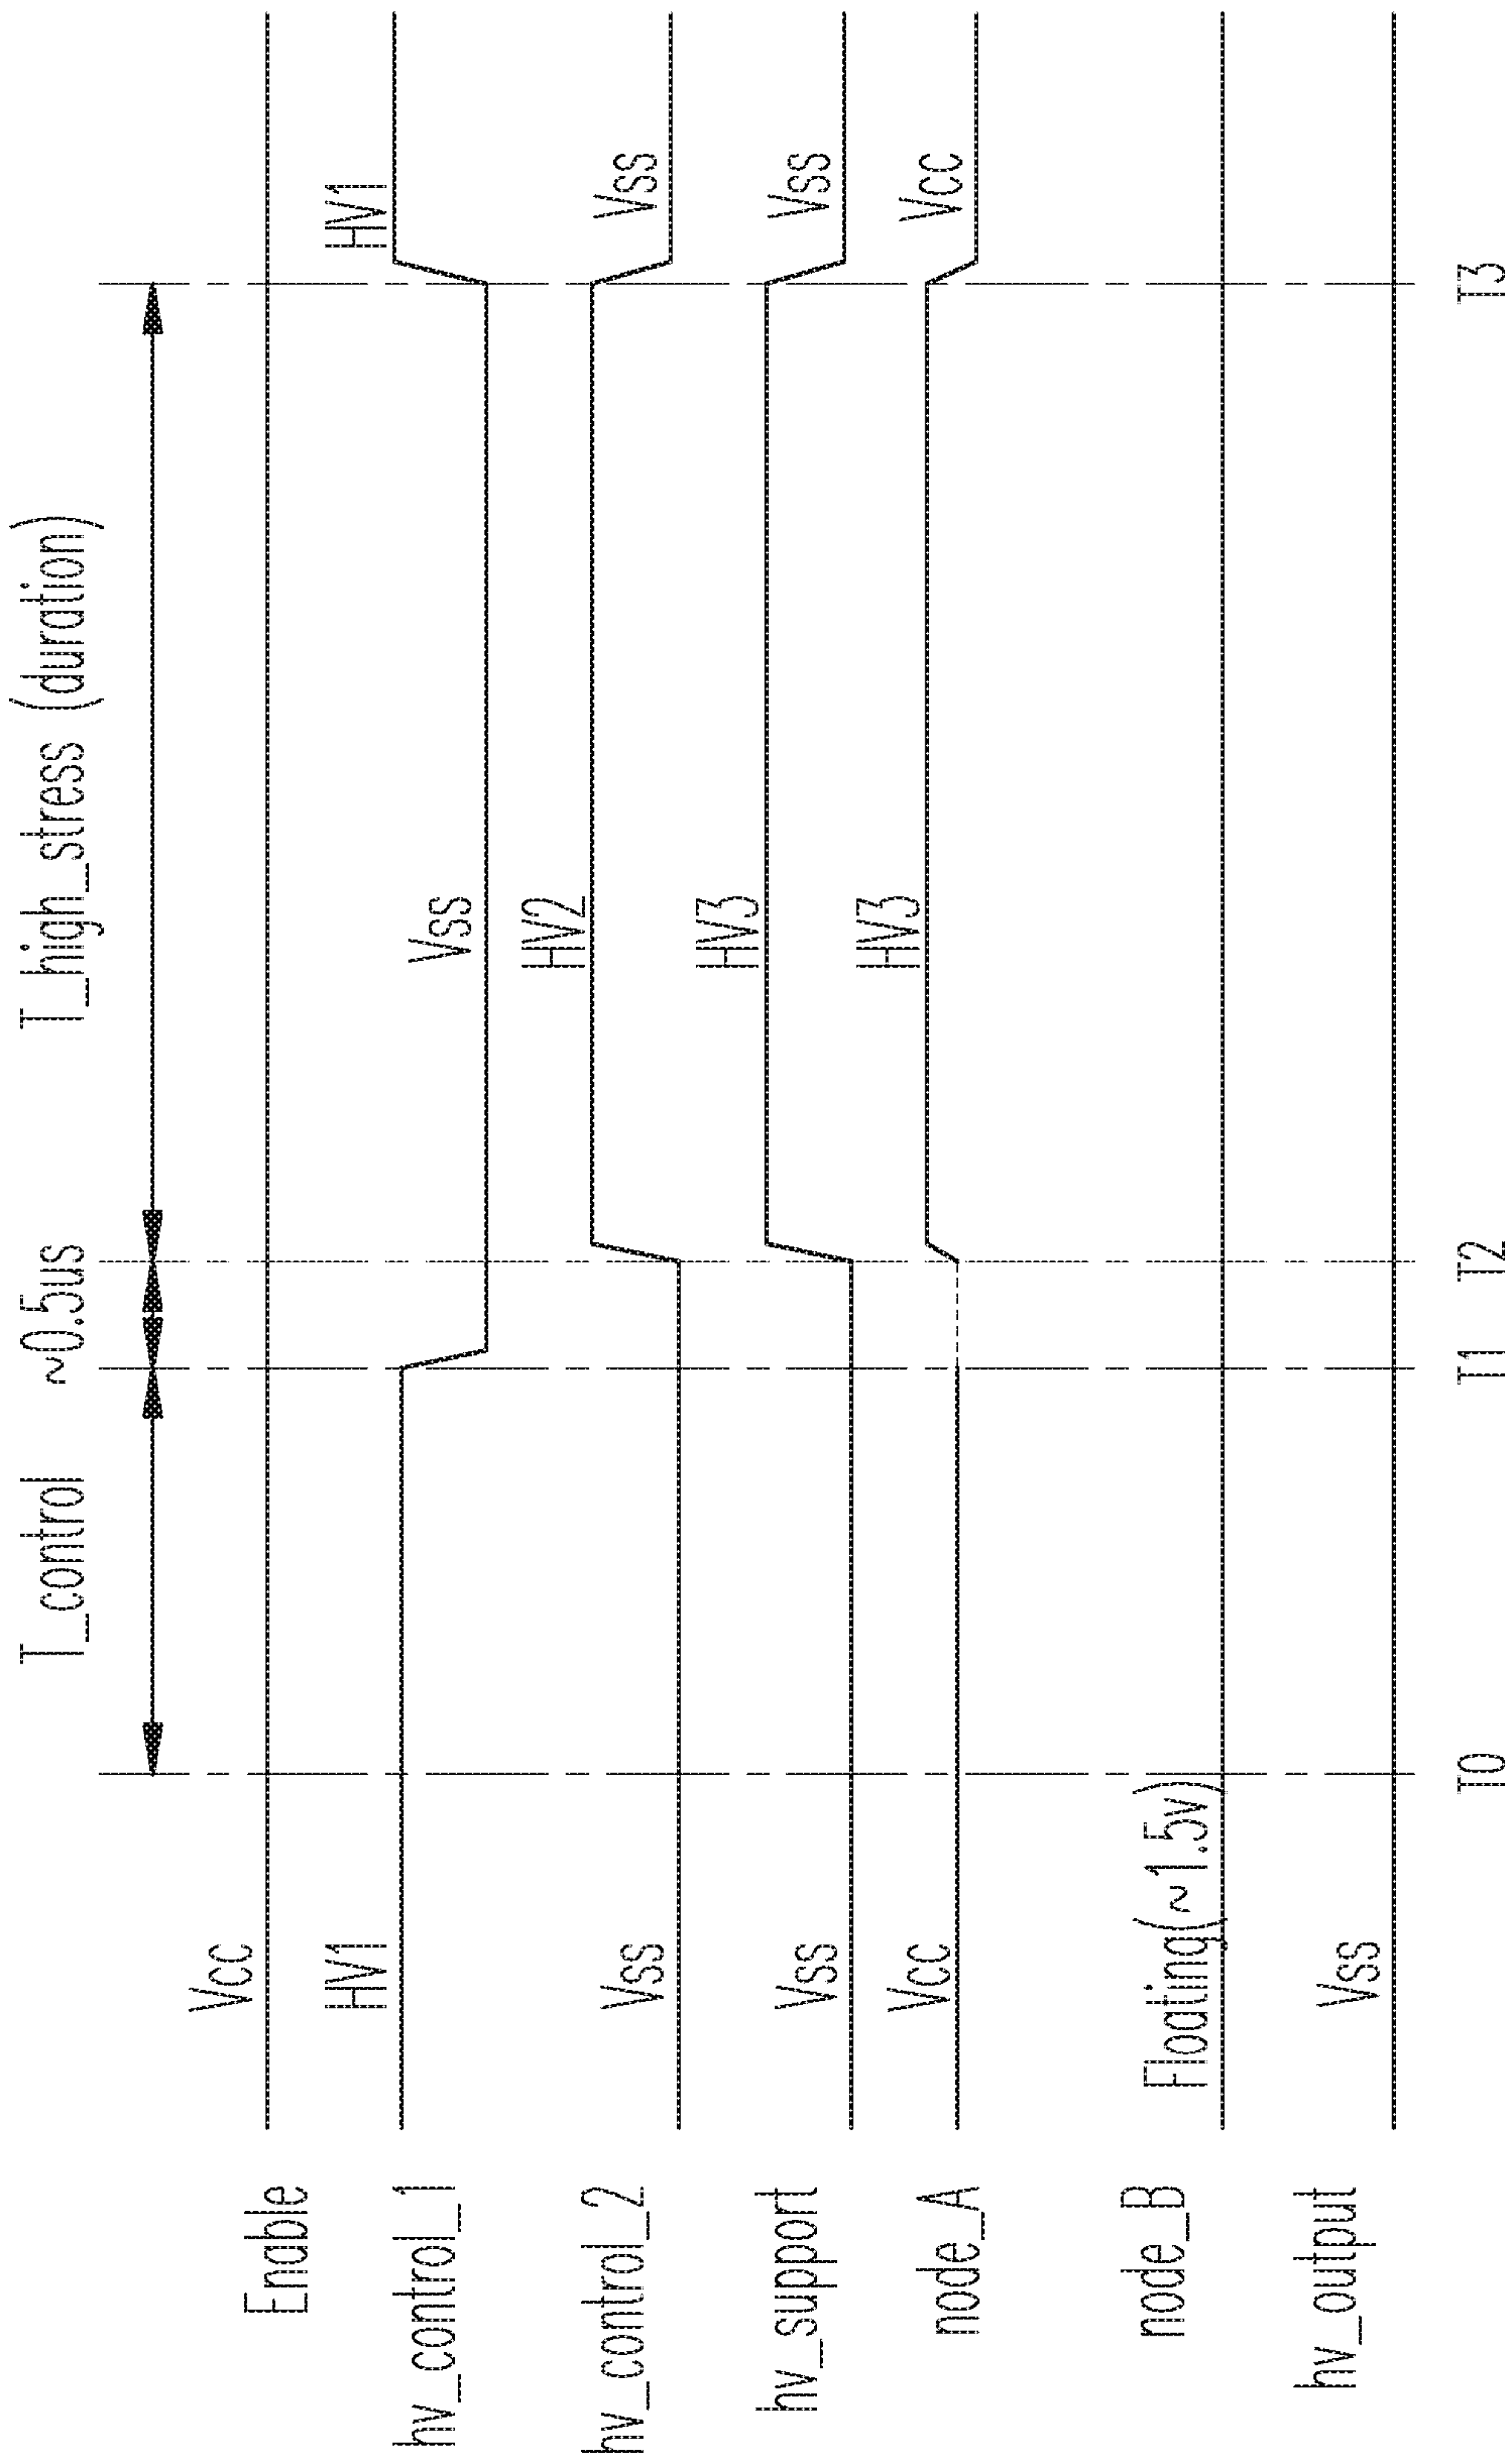 T_control ~0.5us T_high_stress (duration)
Enable Vcc
hv_control_1 HV1 Vss HV1
hv_control_2 Vss HV2 Vss
hv_support Vss HV3 Vss
node_A Vcc HV3 Vcc
node_B Floating(~1.5v)
hv_output Vss
T0 T1 T2 T3